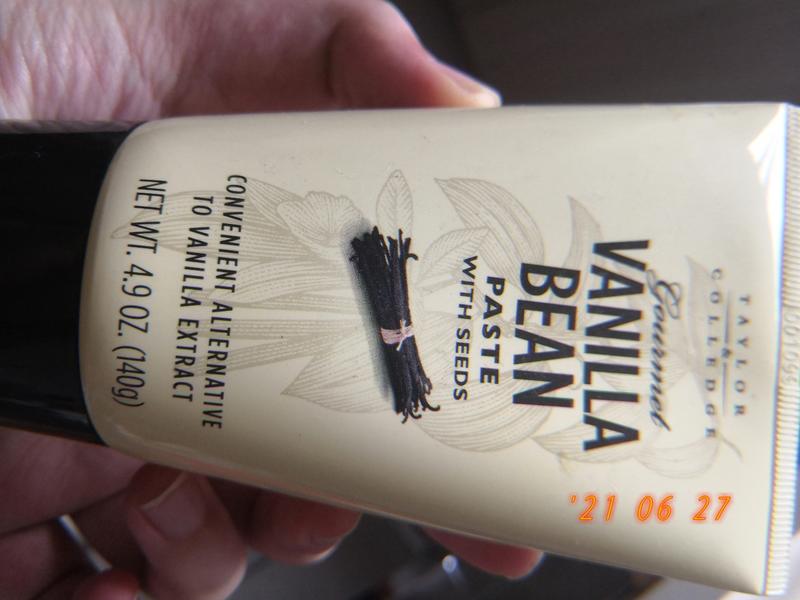 TAYLOR
&
COLLEDGE
Gourmet
VANILLA
BEAN
PASTE
WITH SEEDS
CONVENIENT ALTERNATIVE
TO VANILLA EXTRACT
NET WT. 4.9 OZ. (140g)
'21 06 27